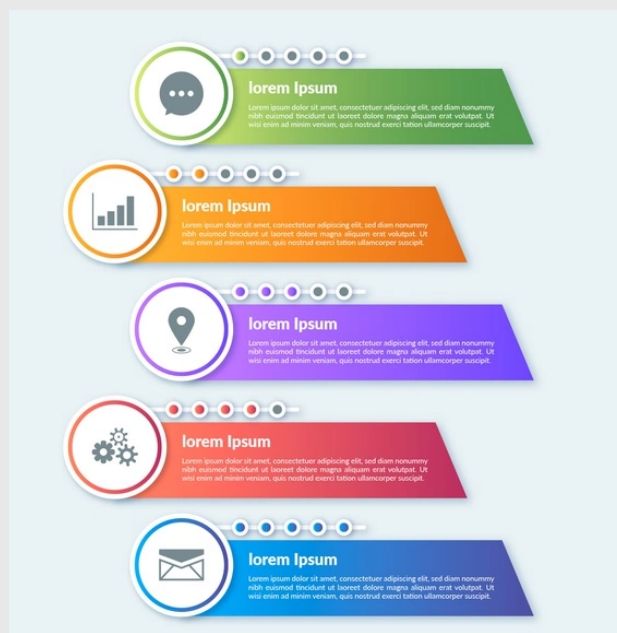 lorem Ipsum
Lorem ipsum dolor sit amet, consectetuer adipiscing elit, sed diam nonummy
nibh euismod tincidunt ut laoreet dolore magna aliquam erat volutpat. Ut
wisi enim ad minim veniam, quis nostrud exerci tation ullamcorper suscipit.
lorem Ipsum
Lorem ipsum dolor sit amet, consectetuer adipiscing elit, sed diam nonummy
nibh euismod tincidunt ut laoreet dolore magna aliquam erat volutpat. Ut
wisi enim ad minim veniam, quis nostrud exerci tation ullamcorper suscipit.
lorem Ipsum
Lorem ipsum dolor sit amet, consectetuer adipiscing elit, sed diam nonummy
nibh euismod tincidunt ut laoreet dolore magna aliquam erat volutpat. Ut
wisi enim ad minim veniam, quis nostrud exerci tation ullamcorper suscipit.
lorem Ipsum
Lorem ipsum dolor sit amet, consectetuer adipiscing elit, sed diam nonummy
nibh euismod tincidunt ut laoreet dolore magna aliquam erat volutpat. Ut
wisi enim ad minim veniam, quis nostrud exerci tation ullamcorper suscipit.
lorem Ipsum
Lorem ipsum dolor sit amet, consectetuer adipiscing elit, sed diam nonummy
nibh euismod tincidunt ut laoreet dolore magna aliquam erat volutpat. Ut
wisi enim ad minim veniam, quis nostrud exerci tation ullamcorper suscipit.